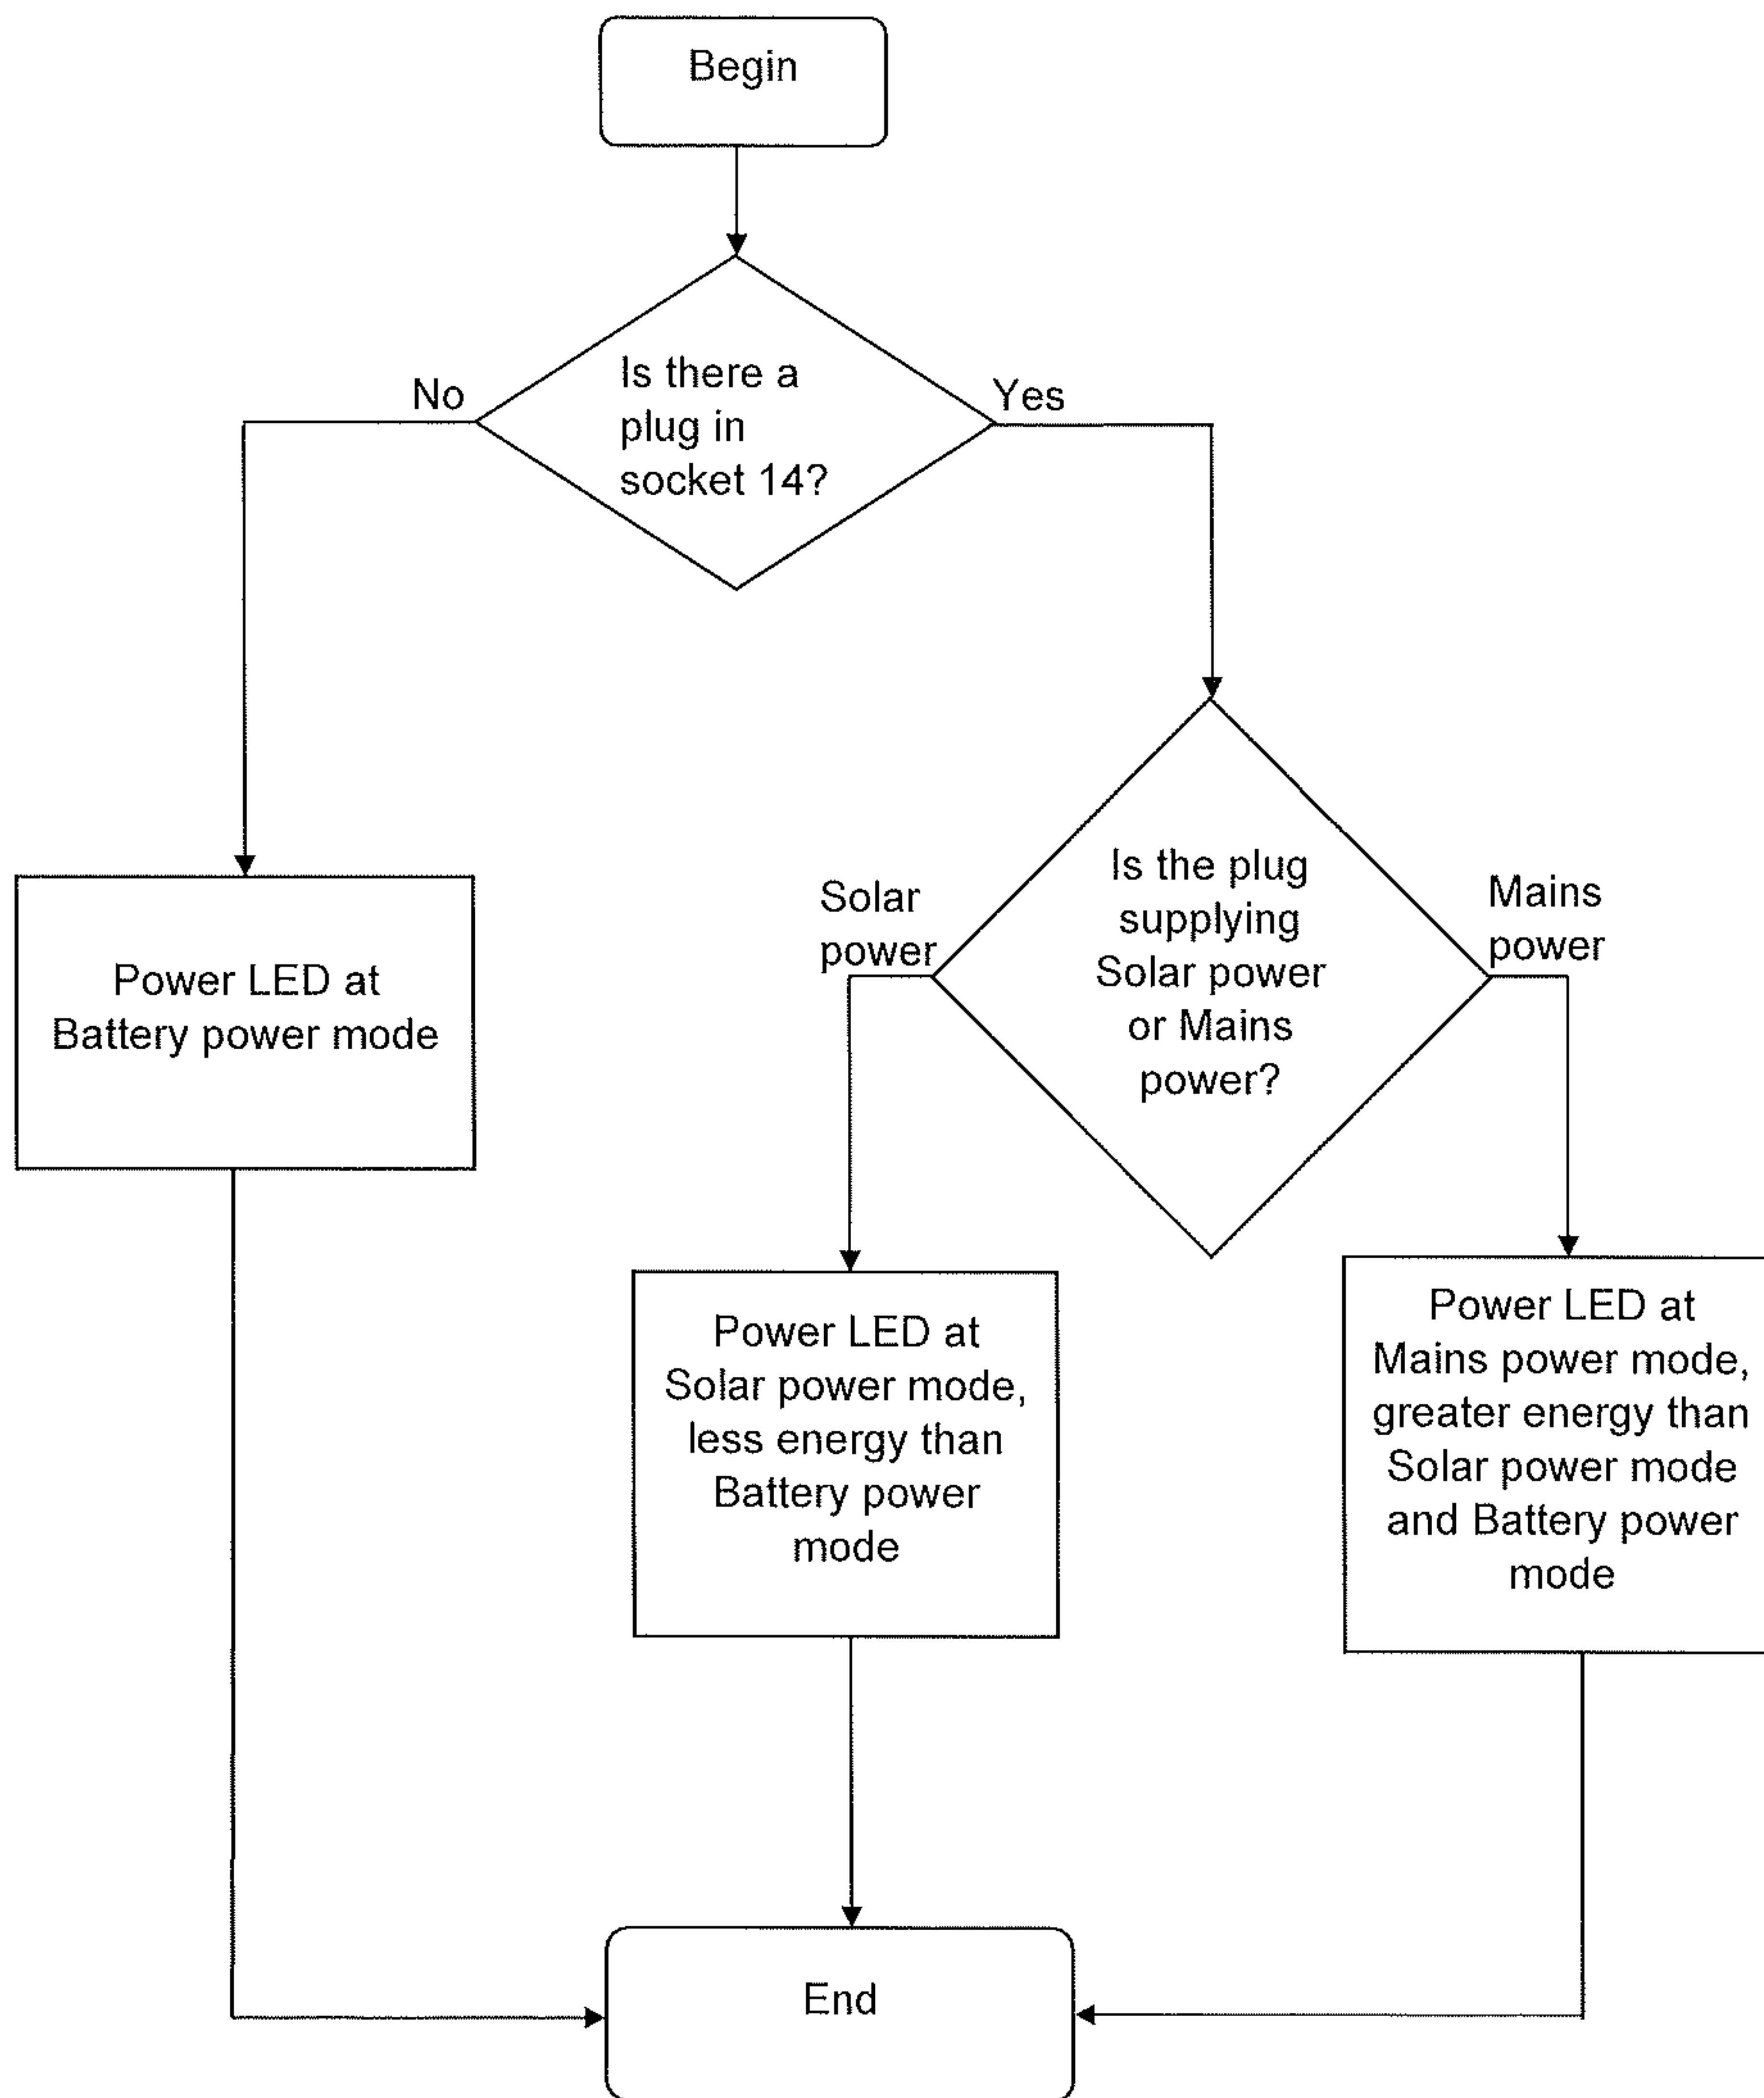 Begin
Is there a
plug in
socket 14?
No
Yes
Is the plug
supplying
Solar power
or Mains
power?
Solar
power
Mains
power
Power LED at
Battery power mode
Power LED at
Solar power mode,
less energy than
Battery power
mode
Power LED at
Mains power mode,
greater energy than
Solar power mode
and Battery power
mode
End